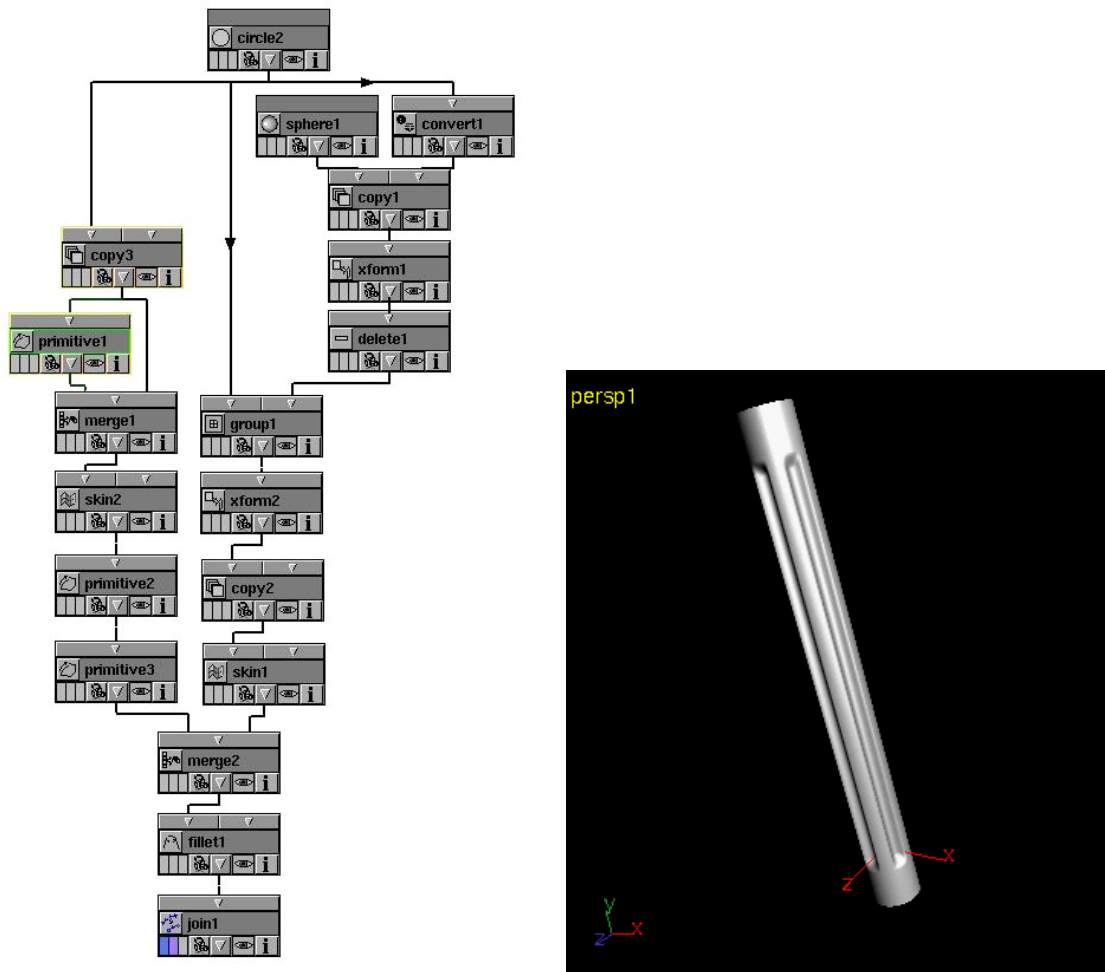 circle2
sphere1
convert1
copy1
copy3
xform1
primitive1
delete1
merge1
group1
skin2
xform2
primitive2
copy2
primitive3
skin1
merge2
fillet1
join1
persp1
x
z
y
z
x